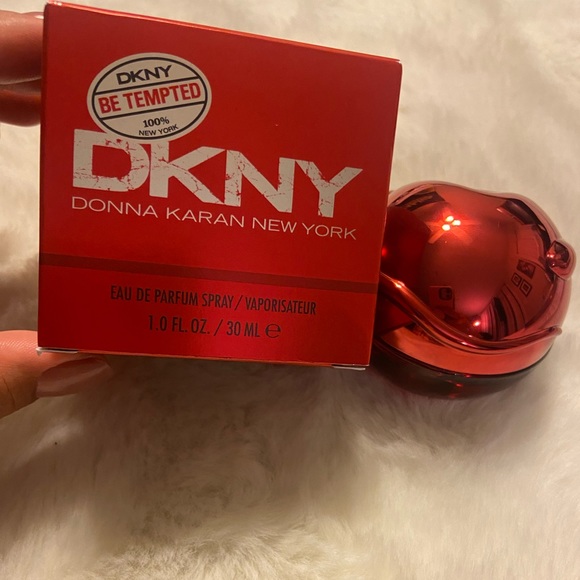 DKNY
BE TEMPTED
100%
NEW YORK
DKNY
DONNA KARAN NEW YORK
EAU DE PARFUM SPRAY/VAPORISATEUR
1.0 FL.OZ. / 30 ML ℮